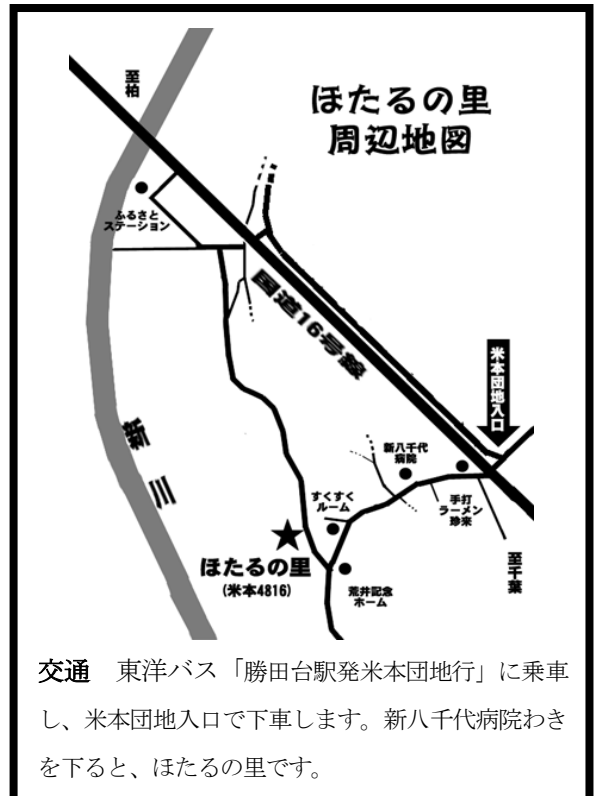 ほたるの里
周辺地図
至柏
ふるさと
ステーション
国道16号線
米本団地入口
新川
新八千代
病院
手打
ラーメン
珍来
すくすく
ルーム
ほたるの里
(米本4816)
荒井記念
ホーム
至千葉
交通 東洋バス「勝田台駅発米本団地行」に乗車
し、米本団地入口で下車します。新八千代病院わき
を下ると、ほたるの里です。